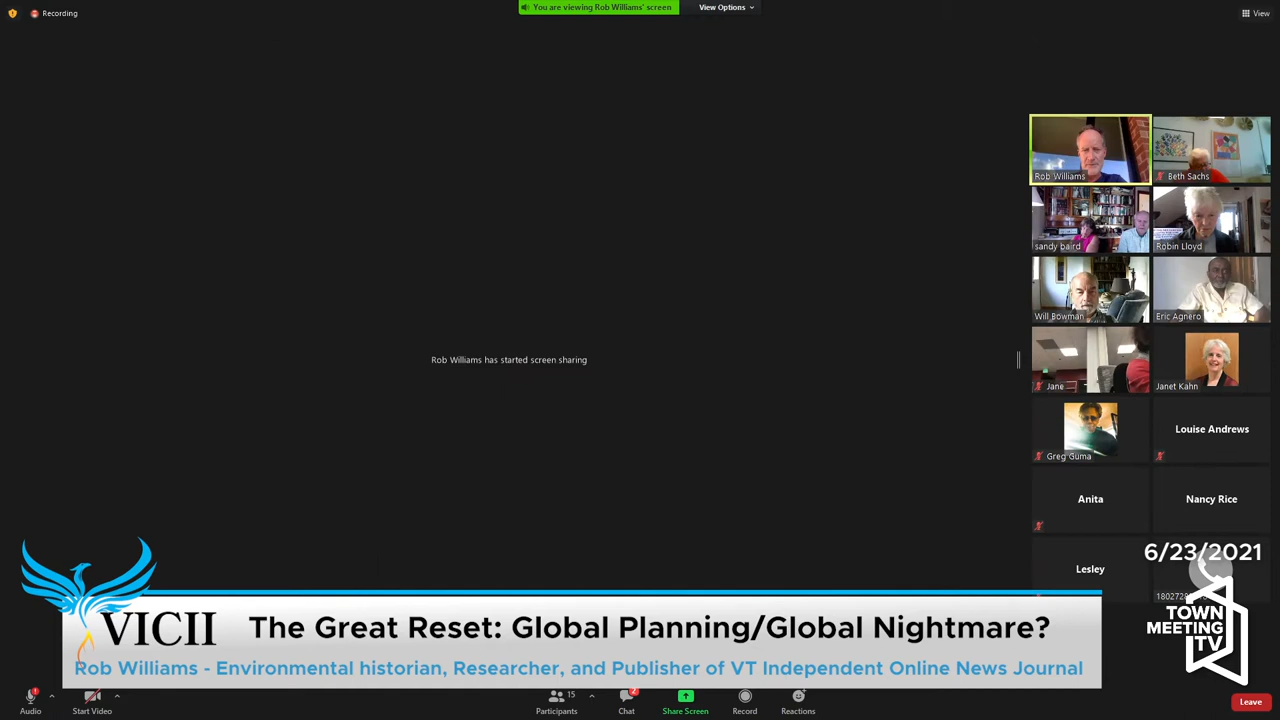 Recording
You are viewing Rob Williams' screen
View Options
View
Rob Williams
Beth Sachs
sandy baird
Robin Lloyd
Will Bowman
Eric Agnero
Rob Williams has started screen sharing
Jane
Janet Kahn
Greg Guma
Louise Andrews
Anita
Nancy Rice
Lesley
6/23/2021
TOWN
MEETING
TV
VICII
The Great Reset: Global Planning/Global Nightmare?
Rob Williams - Environmental historian, Researcher, and Publisher of VT Independent Online News Journal
Audio
Start Video
Participants
15
Chat
2
Share Screen
Record
Reactions
Leave